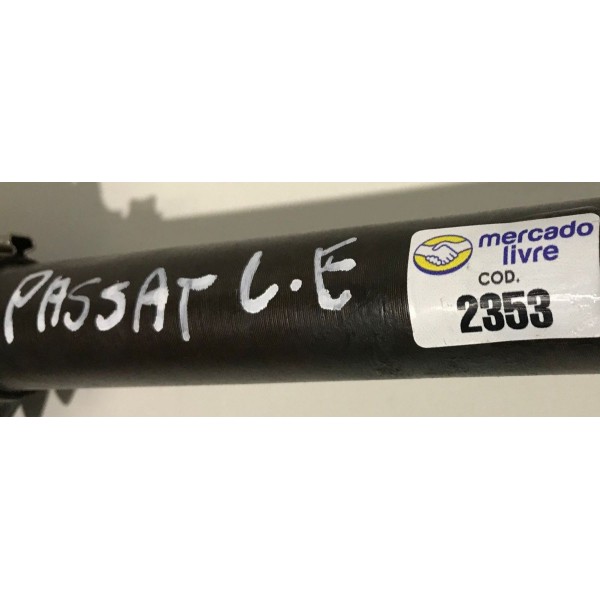 PASSAT L.E
mercado
livre
COD.
2353